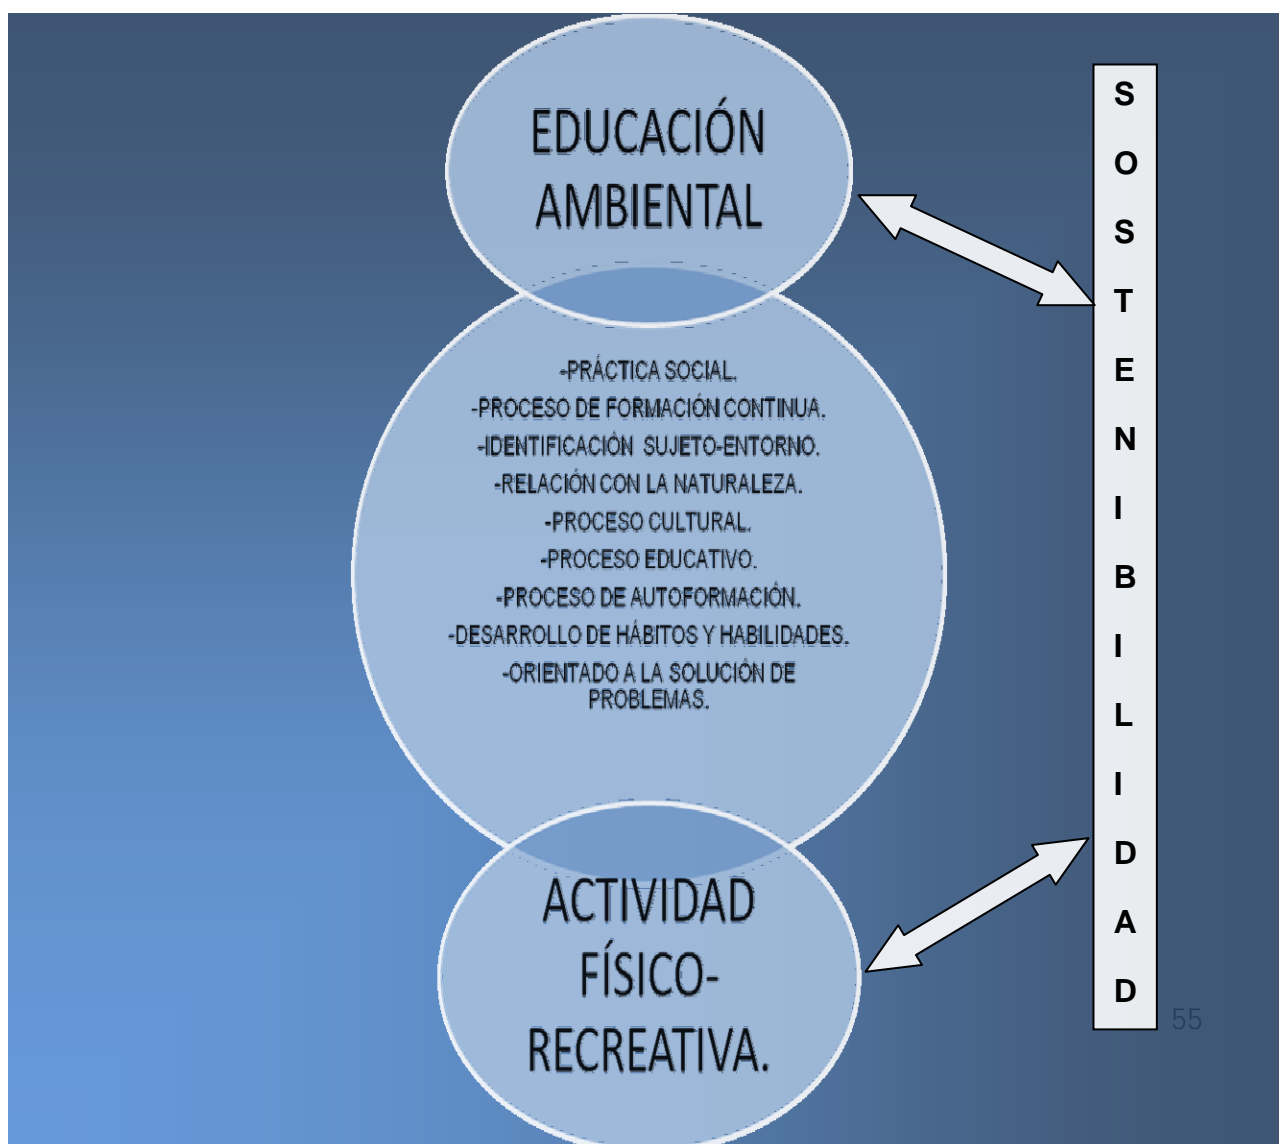 EDUCACIÓN
AMBIENTAL
-PRÁCTICA SOCIAL.
-PROCESO DE FORMACIÓN CONTINUA.
-IDENTIFICACIÓN SUJETO-ENTORNO.
-RELACIÓN CON LA NATURALEZA.
-PROCESO CULTURAL.
-PROCESO EDUCATIVO.
-PROCESO DE AUTOFORMACIÓN.
-DESARROLLO DE HÁBITOS Y HABILIDADES.
-ORIENTADO A LA SOLUCIÓN DE
PROBLEMAS.
ACTIVIDAD
FÍSICO-
RECREATIVA.
S
O
S
T
E
N
I
B
I
L
I
D
A
D
55